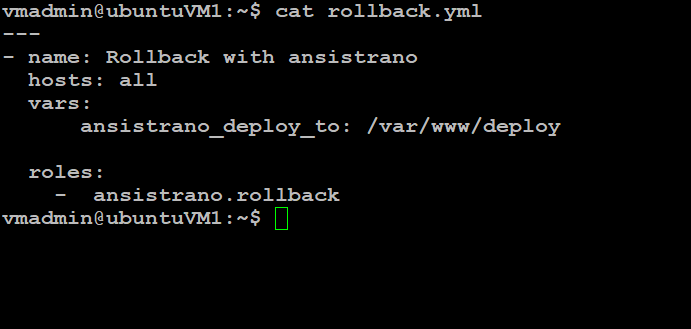 vmadmin@ubuntuVM1:~$ cat rollback.yml
---
- name: Rollback with ansistrano
  hosts: all
  vars:
      ansistrano_deploy_to: /var/www/deploy

  roles:
    -  ansistrano.rollback
vmadmin@ubuntuVM1:~$